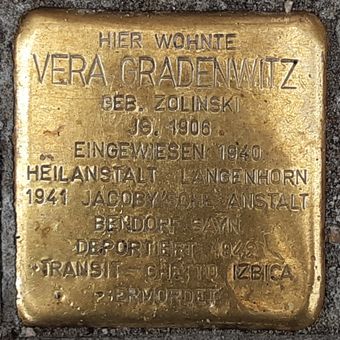 HIER WOHNTE
VERA GRADENWITZ
GEB. ZOLINSKI
JG. 1906
EINGEWIESEN 1940
HEILANSTALT LANGENHORN
1941 JACOBY'SCHE ANSTALT
BENDORF-SAYN
DEPORTIERT 1942
TRANSIT-GHETTO IZBICA
ERMORDET